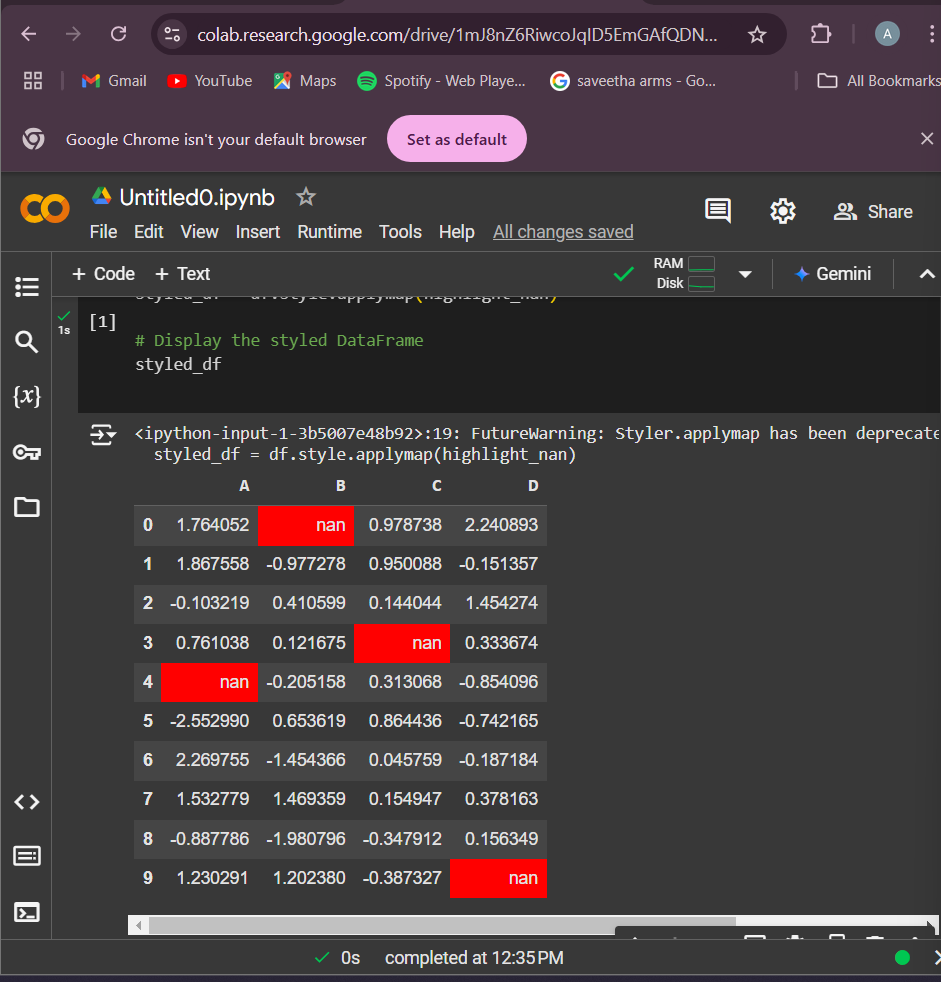 colab.research.google.com/drive/1mJ8nZ6RiwcoJqID5EmGAfQDN...
A
Gmail YouTube Maps Spotify - Web Playe... saveetha arms - Go... All Bookmarks
Google Chrome isn't your default browser Set as default
Untitled0.ipynb
File Edit View Insert Runtime Tools Help All changes saved
Share
+ Code + Text
RAM
Disk
Gemini
styled_df = df.style.applymap(highlight_nan)
1s
[1]
# Display the styled DataFrame
styled_df
{x}
<ipython-input-1-3b5007e48b92>:19: FutureWarning: Styler.applymap has been deprecate
styled_df = df.style.applymap(highlight_nan)
A B C D
0 1.764052 nan 0.978738 2.240893
1 1.867558 -0.977278 0.950088 -0.151357
2 -0.103219 0.410599 0.144044 1.454274
3 0.761038 0.121675 nan 0.333674
4 nan -0.205158 0.313068 -0.854096
5 -2.552990 0.653619 0.864436 -0.742165
6 2.269755 -1.454366 0.045759 -0.187184
7 1.532779 1.469359 0.154947 0.378163
8 -0.887786 -1.980796 -0.347912 0.156349
9 1.230291 1.202380 -0.387327 nan
0s completed at 12:35 PM